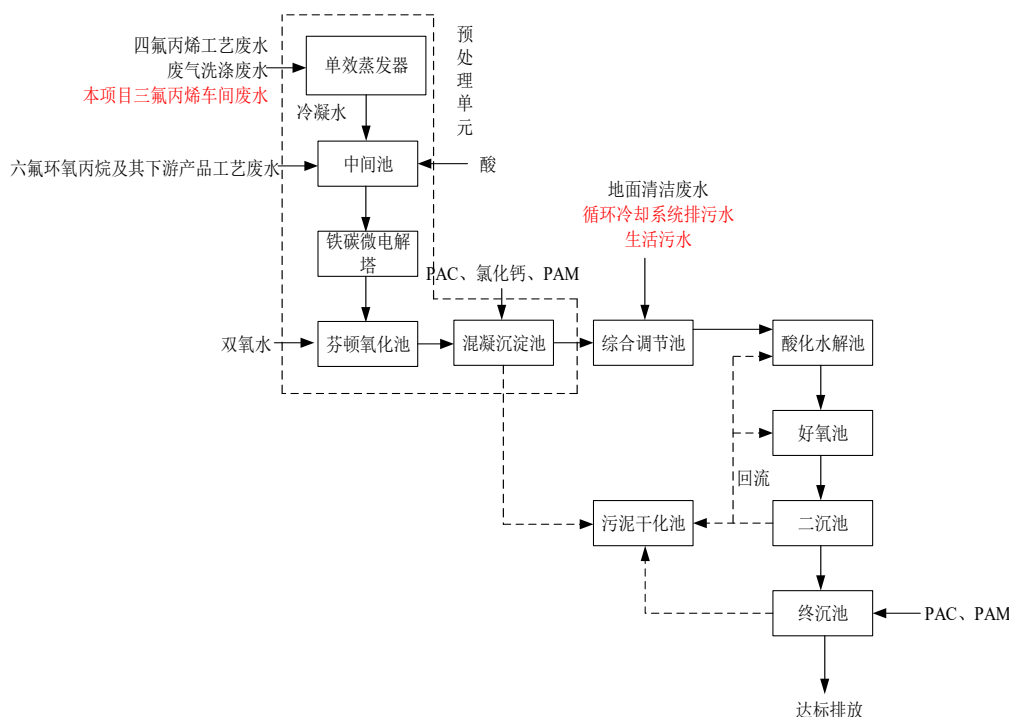 四氟丙烯工艺废水
废气洗涤废水
本项目三氟丙烯车间废水
单效蒸发器
预处理单元
冷凝水
六氟环氧丙烷及其下游产品工艺废水
中间池
酸
地面清洁废水
循环冷却系统排污水
生活污水
铁碳微电解
塔
PAC、氯化钙、PAM
双氧水
芬顿氧化池
混凝沉淀池
综合调节池
酸化水解池
好氧池
回流
污泥干化池
二沉池
终沉池
PAC、PAM
达标排放